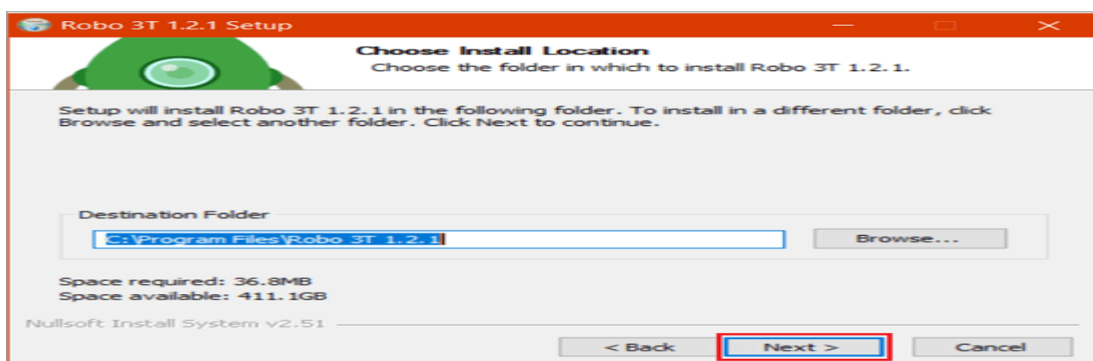 Robo 3T 1.2.1 Setup
Choose Install Location
Choose the folder in which to install Robo 3T 1.2.1.
Setup will install Robo 3T 1.2.1 in the following folder. To install in a different folder, click
Browse and select another folder. Click Next to continue.
Destination Folder
C:\Program Files\Robo 3T 1.2.1
Browse...
Space required: 36.8MB
Space available: 411.1GB
Nullsoft Install System v2.51
< Back
Next >
Cancel